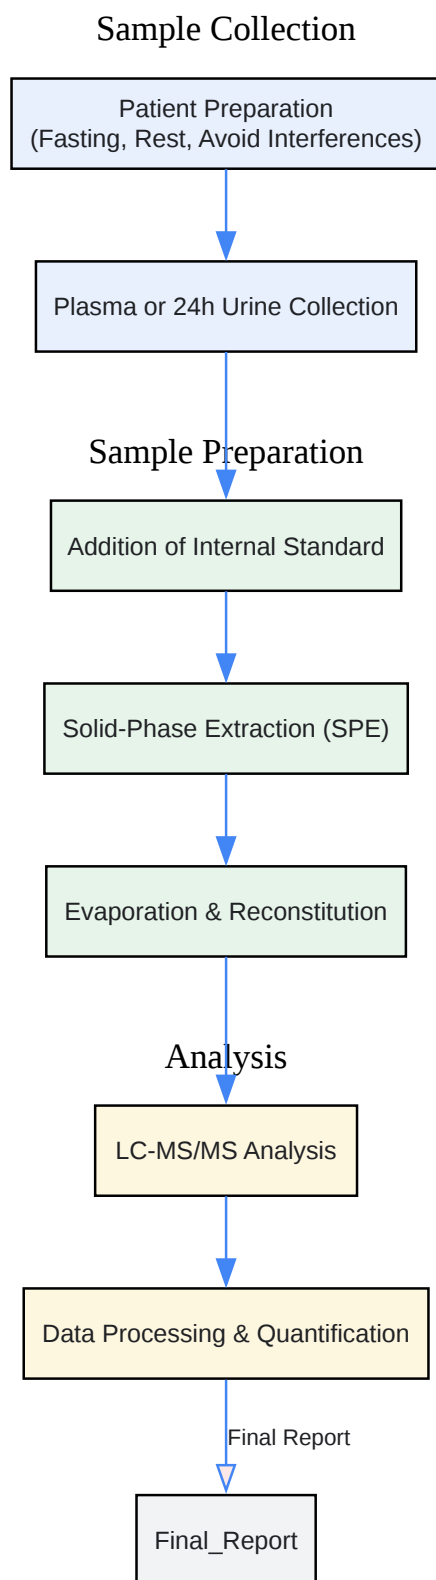 Sample Collection
Patient Preparation
(Fasting, Rest, Avoid Interferences)
Plasma or 24h Urine Collection
Sample Preparation
Addition of Internal Standard
Solid-Phase Extraction (SPE)
Evaporation & Reconstitution
Analysis
LC-MS/MS Analysis
Data Processing & Quantification
Final Report
Final_Report